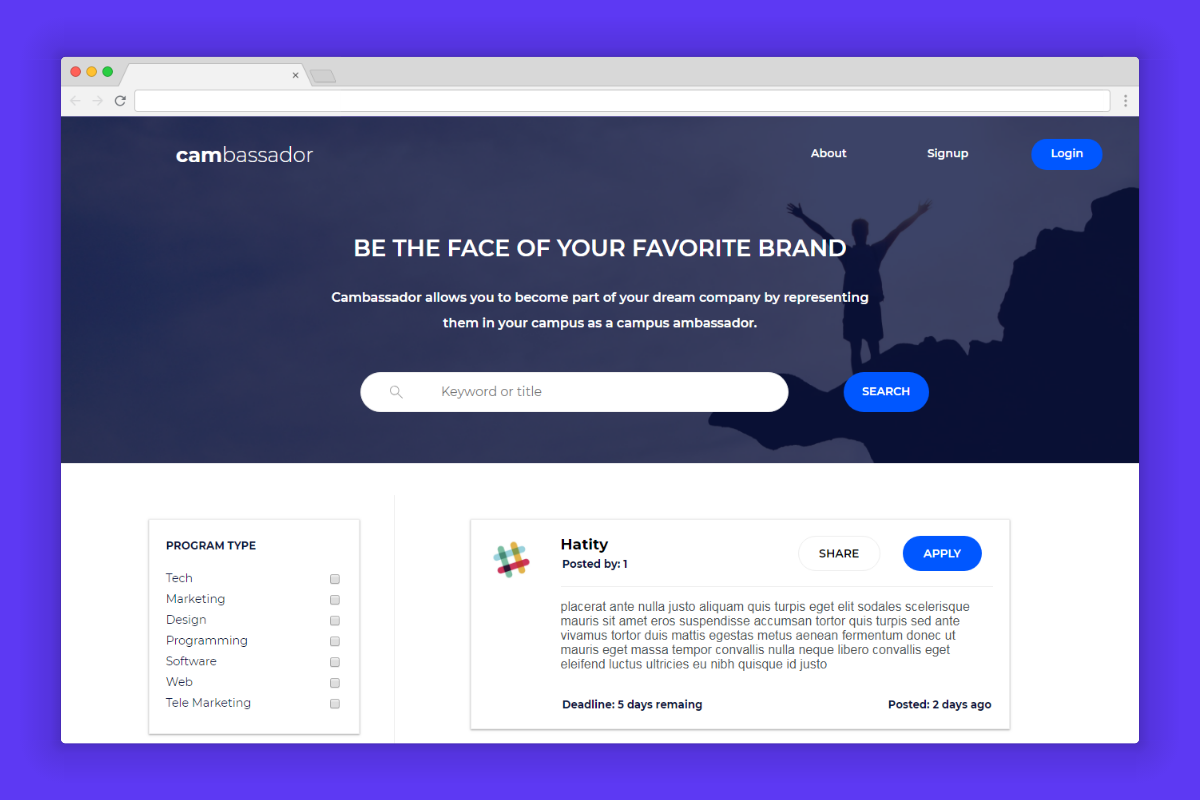 cambassador
About
Signup
Login
BE THE FACE OF YOUR FAVORITE BRAND
Cambassador allows you to become part of your dream company by representing
them in your campus as a campus ambassador.
Keyword or title
SEARCH
PROGRAM TYPE
Tech
Marketing
Design
Programming
Software
Web
Tele Marketing
Hatity
Posted by: 1
SHARE
APPLY
placerat ante nulla justo aliquam quis turpis eget elit sodales scelerisque
mauris sit amet eros suspendisse accumsan tortor quis turpis sed ante
vivamus tortor duis mattis egestas metus aenean fermentum donec ut
mauris eget massa tempor convallis nulla neque libero convallis eget
eleifend luctus ultricies eu nibh quisque id justo
Deadline: 5 days remaing
Posted: 2 days ago